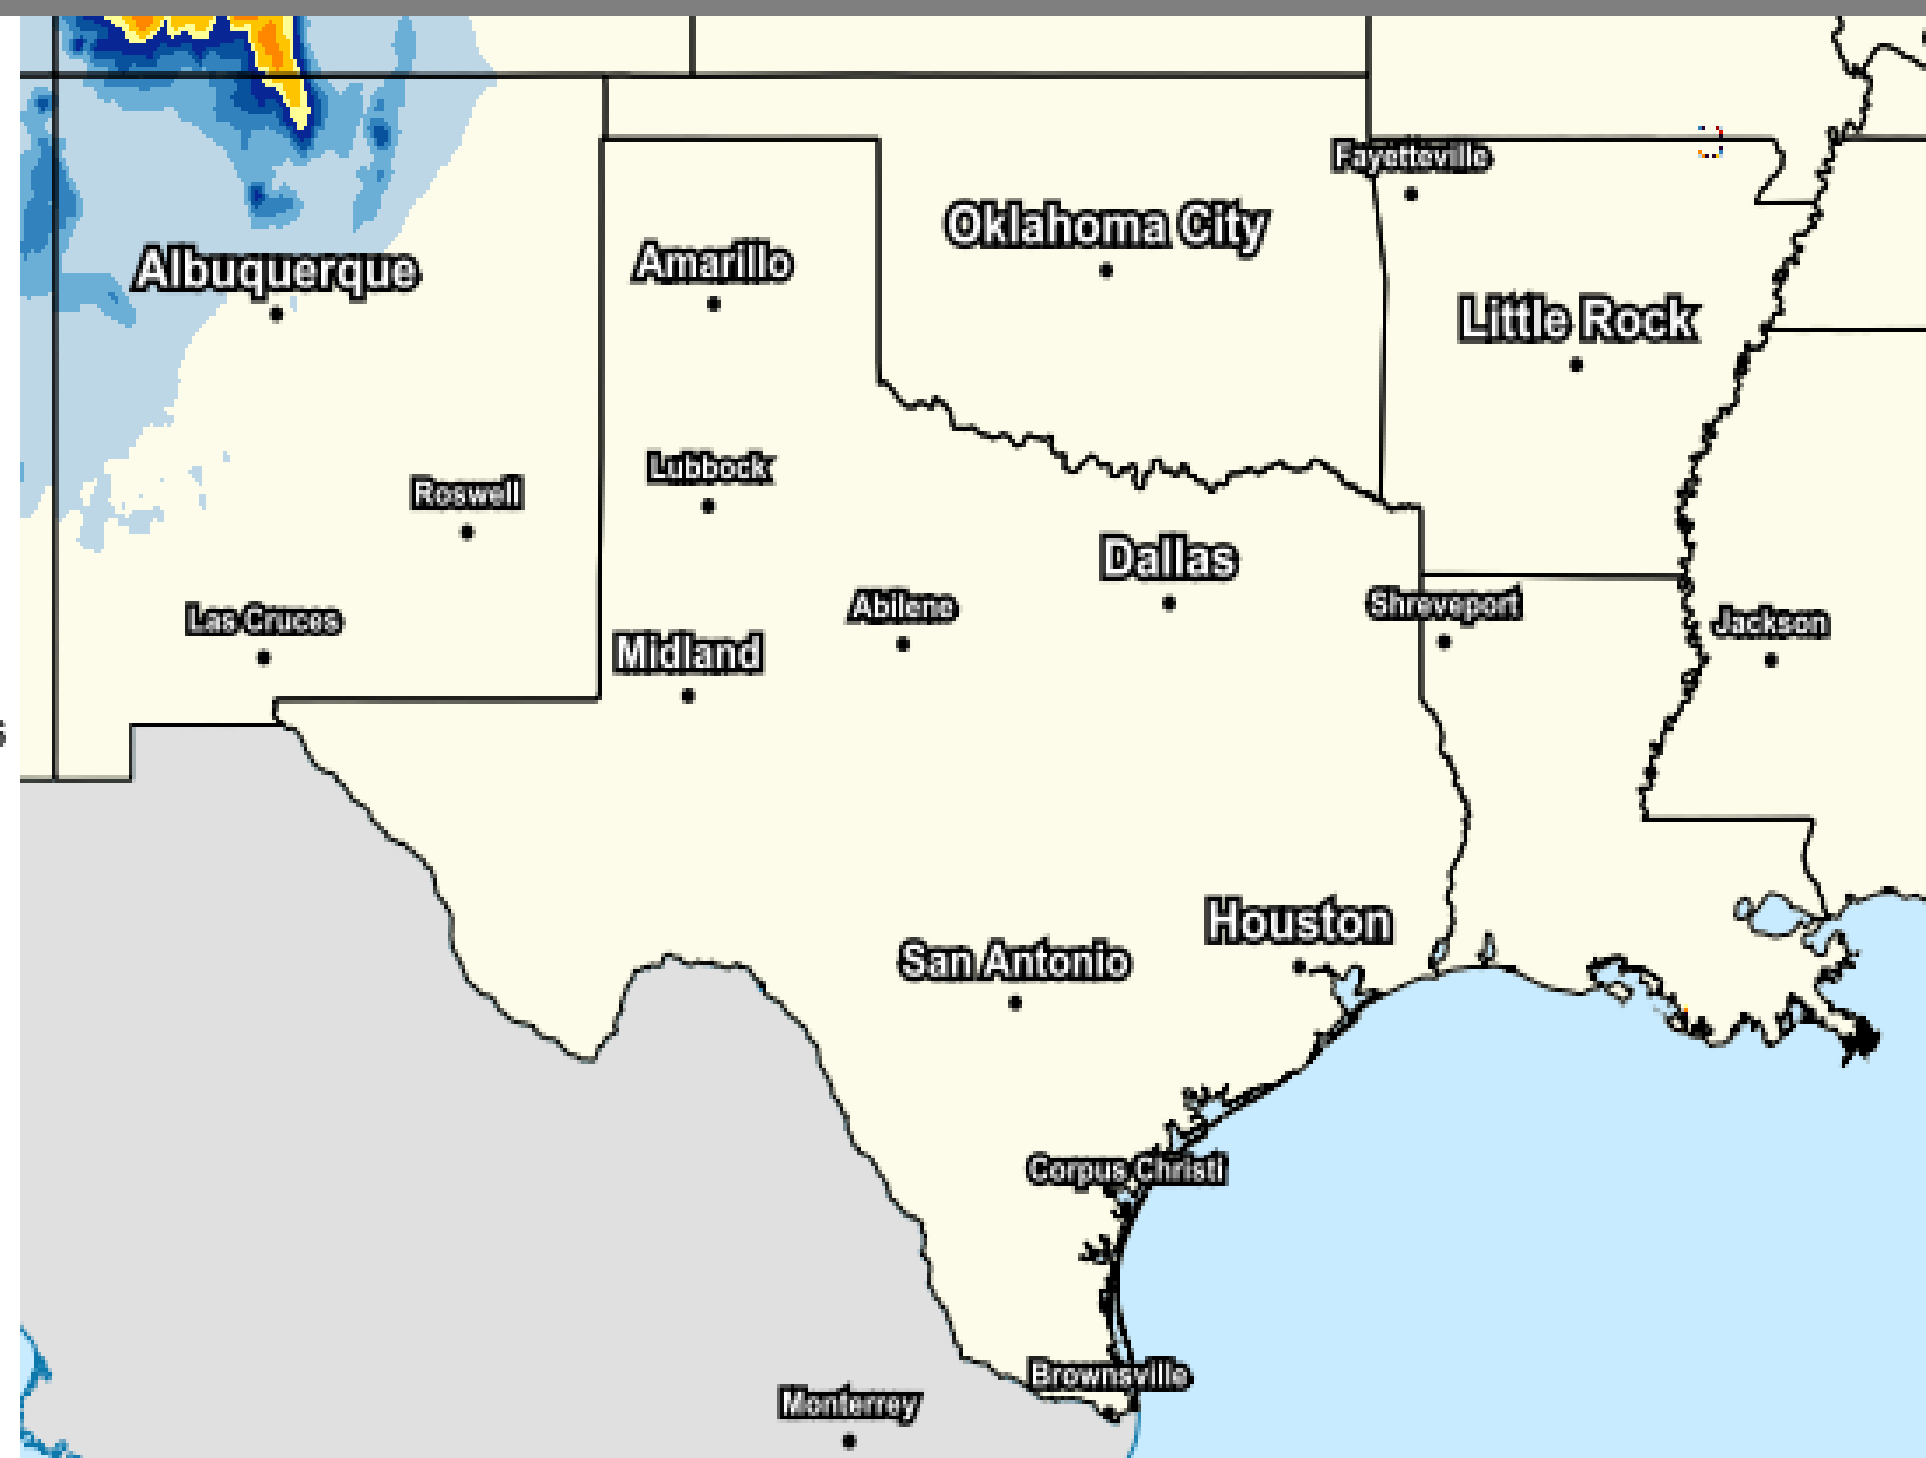 Fayetteville
Oklahoma City
Albuquerque
Amarillo
Little Rock
Lubbock
Roswell
Dallas
Abilene
Shreveport
Las Cruces
Jackson
Midland
Houston
San Antonio
Corpus Christi
Brownsville
Monterrey